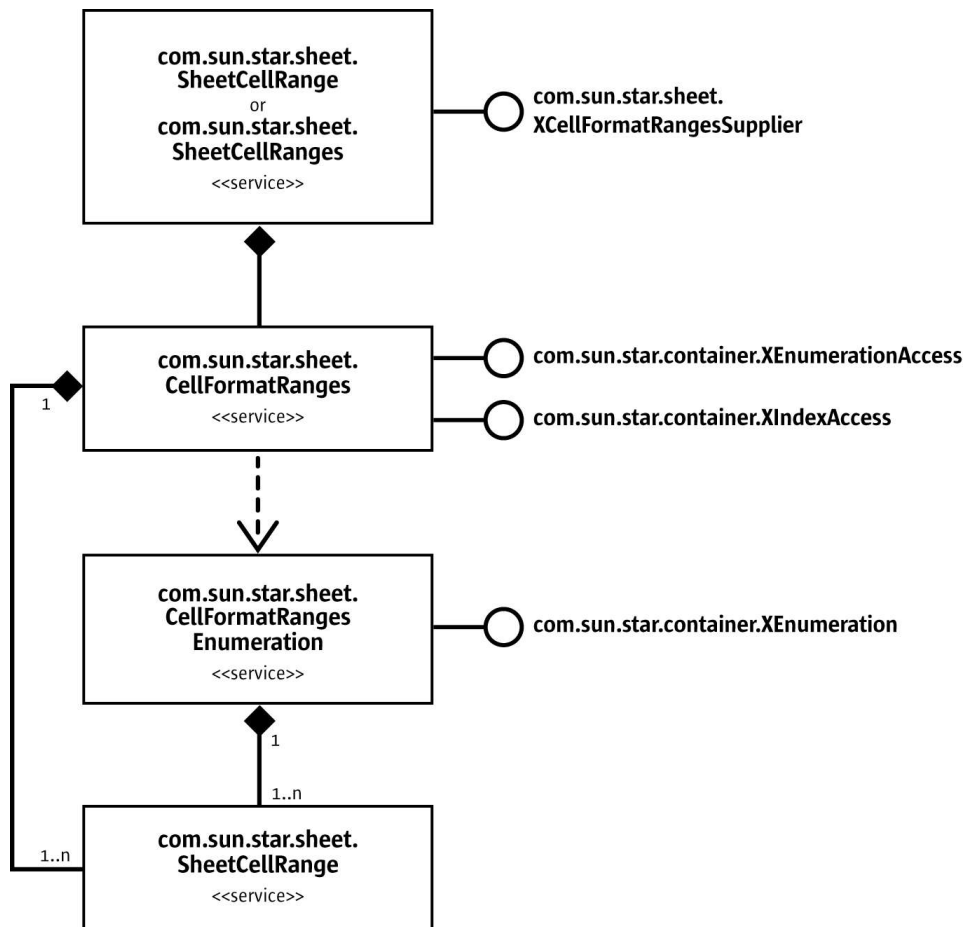 com.sun.star.sheet.
SheetCellRange
or
com.sun.star.sheet.
SheetCellRanges
<<service>>
com.sun.star.sheet.
XCellFormatRangesSupplier
com.sun.star.sheet.
CellFormatRanges
<<service>>
com.sun.star.container.XEnumerationAccess
com.sun.star.container.XIndexAccess
1
com.sun.star.sheet.
CellFormatRanges
Enumeration
<<service>>
com.sun.star.container.XEnumeration
1
1..n
com.sun.star.sheet.
SheetCellRange
<<service>>
1..n